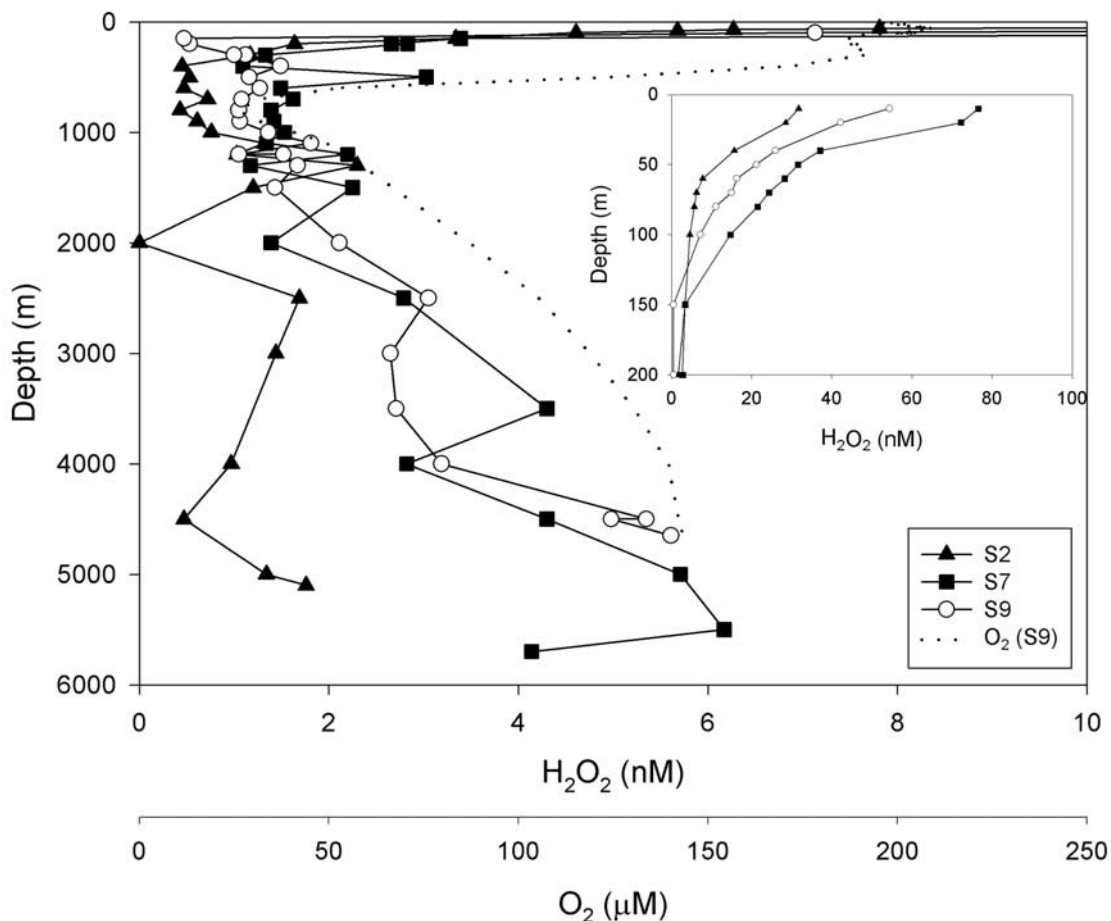 0
1000
2000
3000
4000
5000
6000
Depth (m)
0 2 4 6 8 10
H₂O₂ (nM)
0 50 100 150 200 250
O₂ (μM)
0
50
100
150
200
Depth (m)
0 20 40 60 80 100
H₂O₂ (nM)
S2
S7
S9
O₂ (S9)